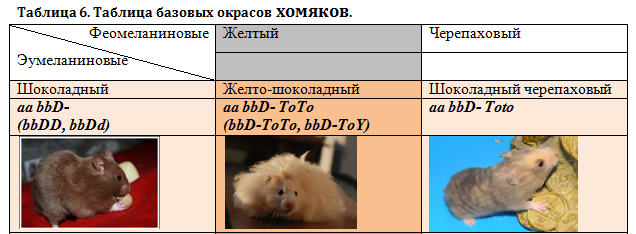 Таблица 6. Таблица базовых окрасов ХОМЯКОВ.
Феомеланиновые Желтый Черепаховый
Эумеланиновые
Шоколадный Желто-шоколадный Шоколадный черепаховый
aa bbD- aa bbD- ToTo aa bbD- Toto
(bbDD, bbDd) (bbD-ToTo, bbD-ToY)